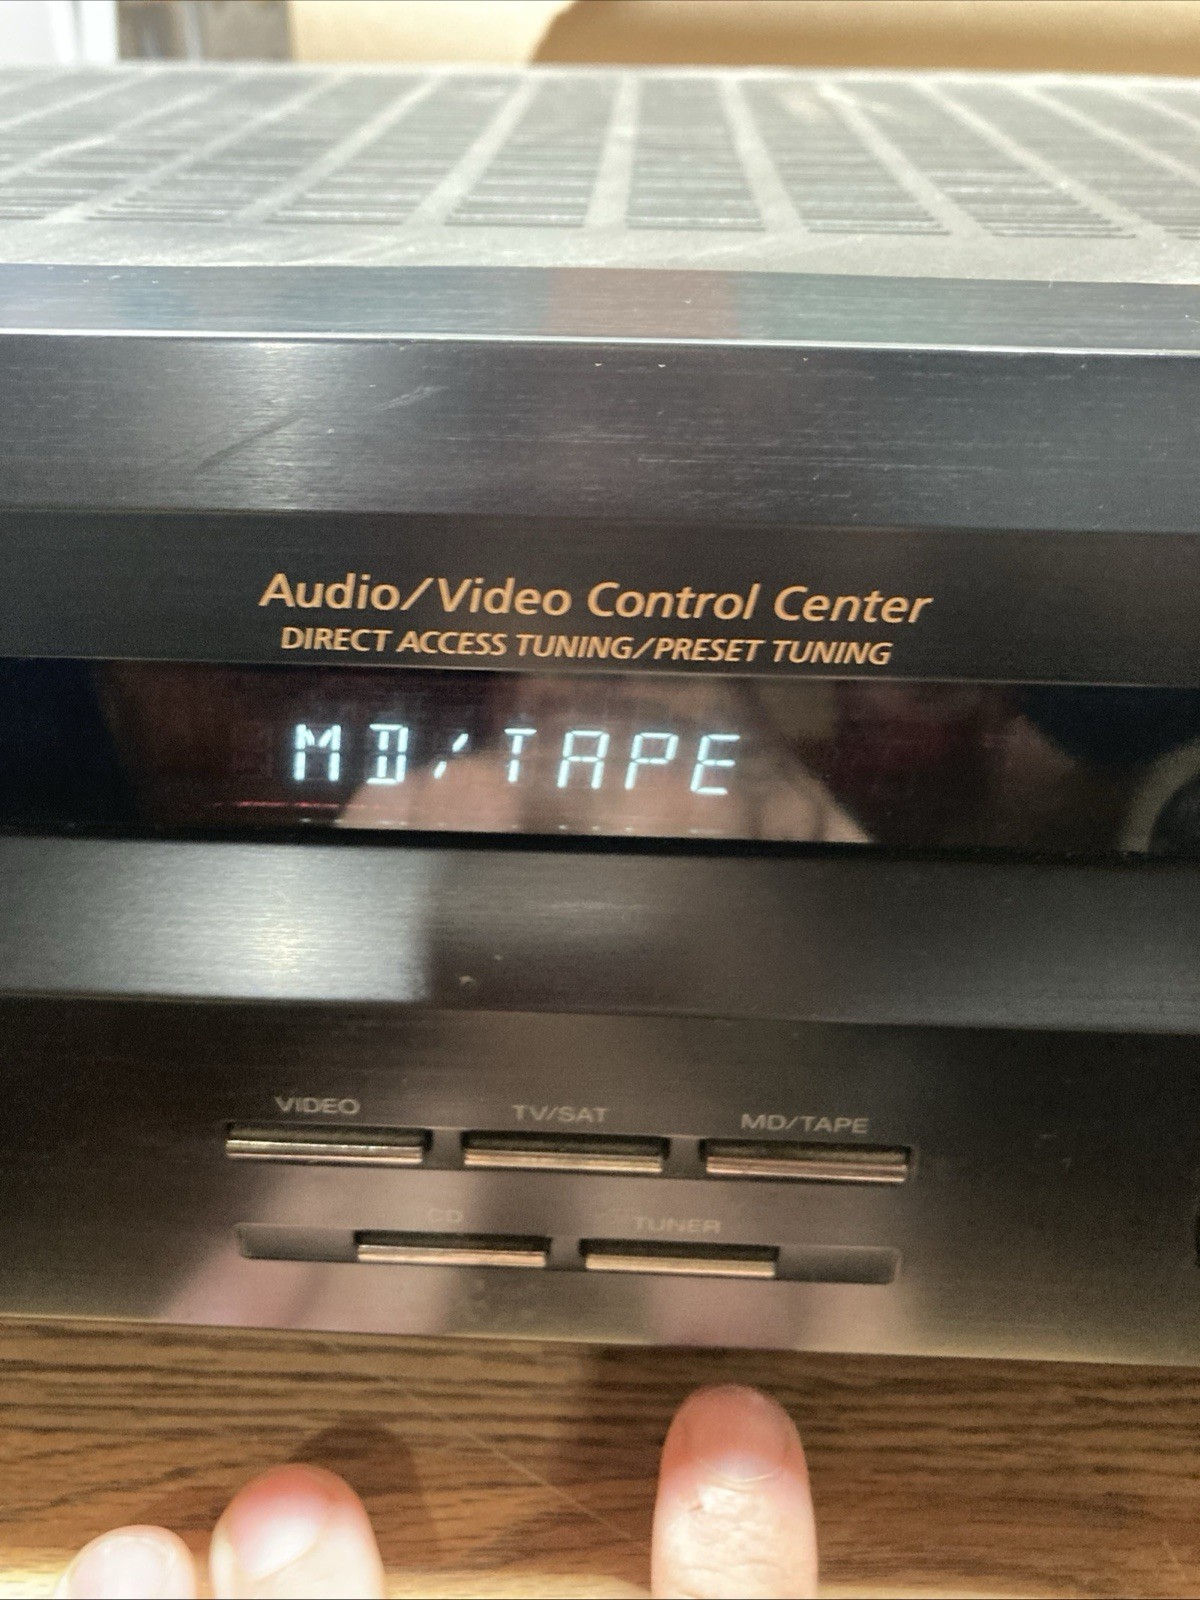 Audio/Video Control Center
DIRECT ACCESS TUNING/PRESET TUNING
MD/TAPE
VIDEO
TV/SAT
MD/TAPE
CD
TUNER